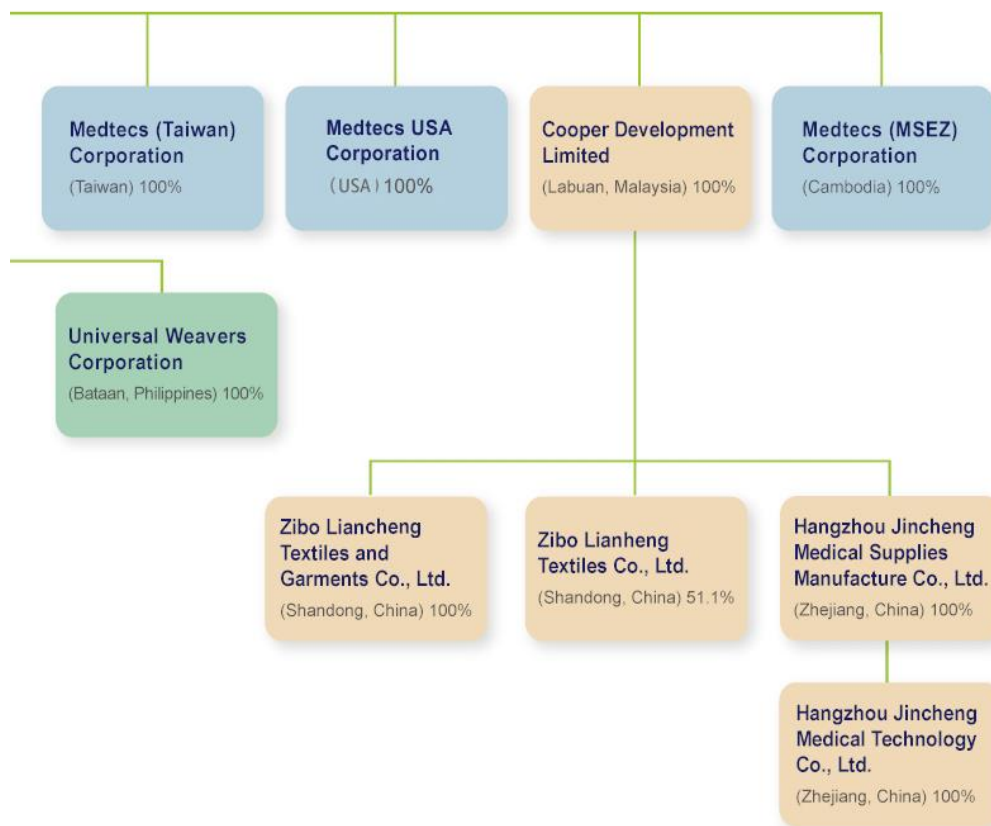 Medtecs (Taiwan)
Corporation
(Taiwan) 100%
Medtecs USA
Corporation
(USA) 100%
Cooper Development
Limited
(Labuan, Malaysia) 100%
Medtecs (MSEZ)
Corporation
(Cambodia) 100%
Universal Weavers
Corporation
(Bataan, Philippines) 100%
Zibo Liancheng
Textiles and
Garments Co., Ltd.
(Shandong, China) 100%
Zibo Lianheng
Textiles Co., Ltd.
(Shandong, China) 51.1%
Hangzhou Jincheng
Medical Supplies
Manufacture Co., Ltd.
(Zhejiang, China) 100%
Hangzhou Jincheng
Medical Technology
Co., Ltd.
(Zhejiang, China) 100%